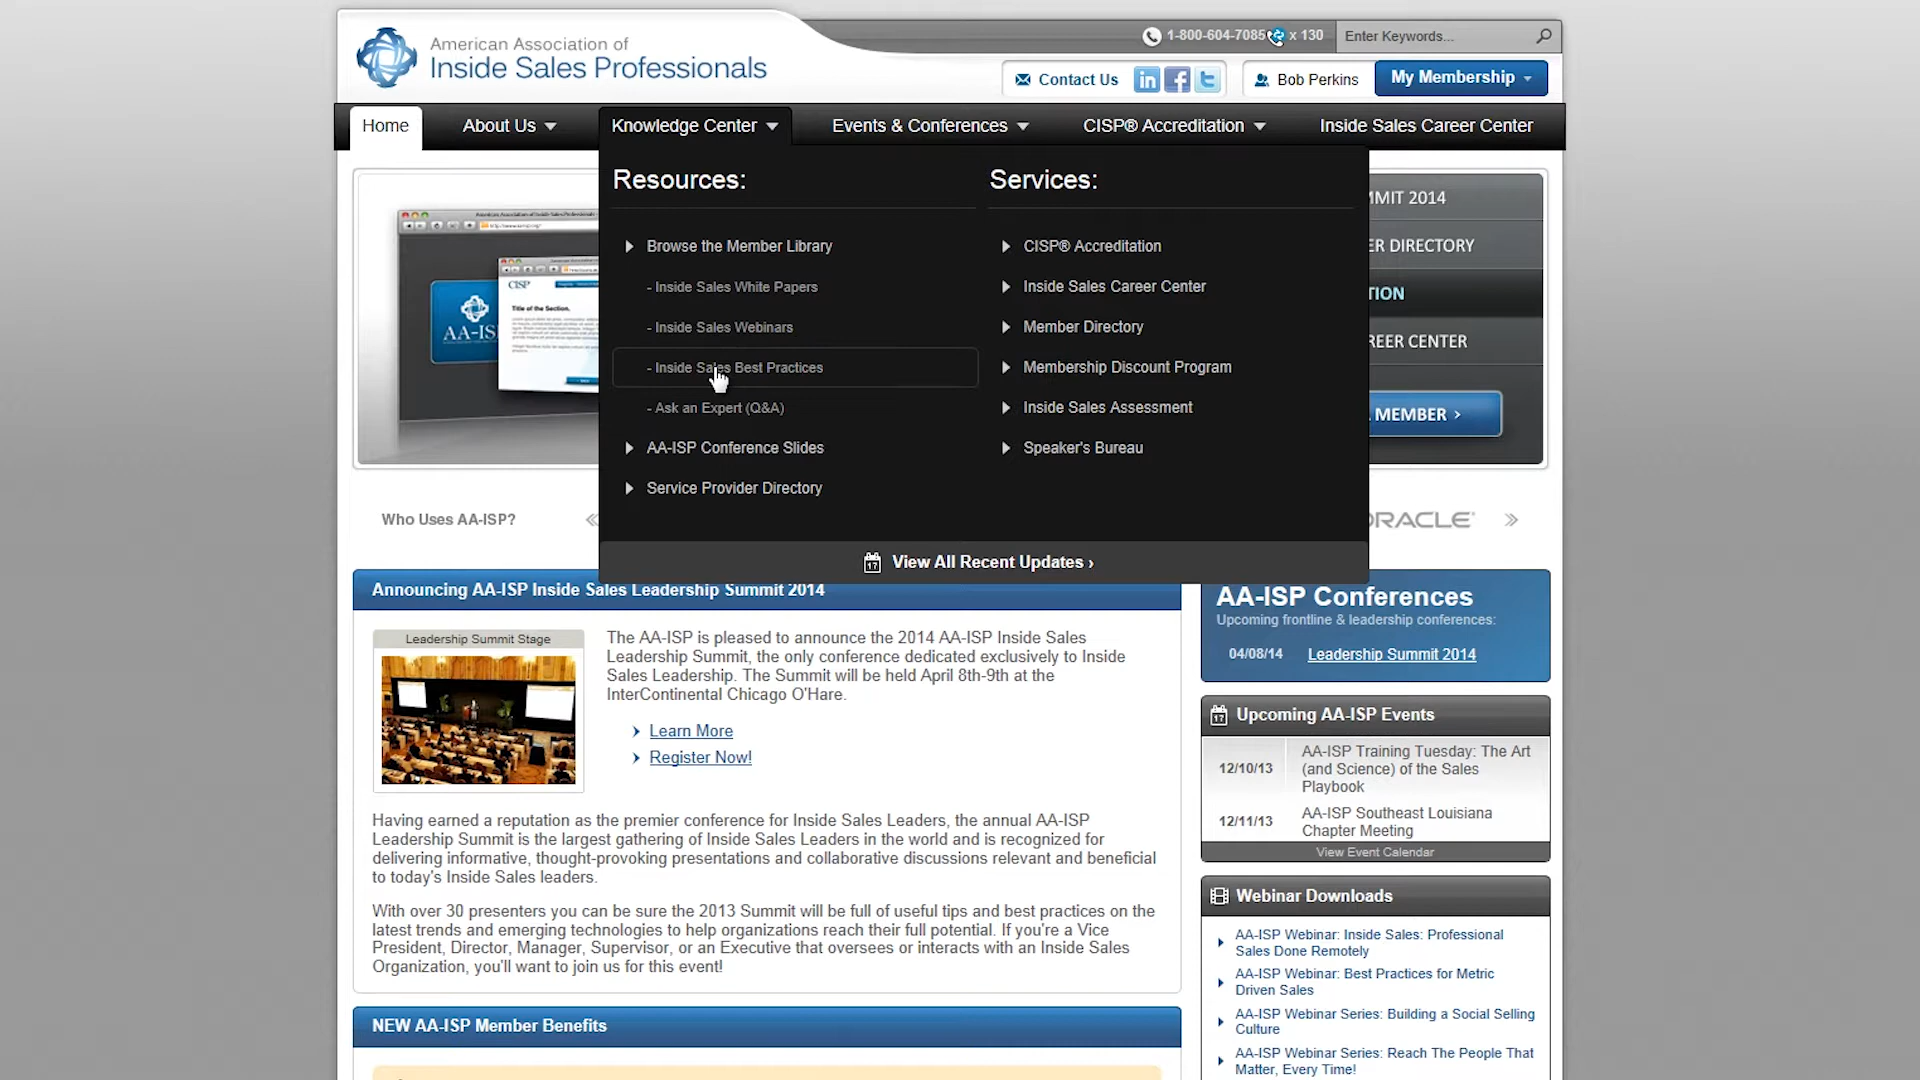 American Association of
Inside Sales Professionals
1-800-604-7085 x 130
Enter Keywords...
Contact Us
Bob Perkins
My Membership
Home
About Us
Knowledge Center
Events & Conferences
CISP® Accreditation
Inside Sales Career Center
Resources:
Browse the Member Library
- Inside Sales White Papers
- Inside Sales Webinars
- Inside Sales Best Practices
- Ask an Expert (Q&A)
AA-ISP Conference Slides
Service Provider Directory
Services:
CISP® Accreditation
Inside Sales Career Center
Member Directory
Membership Discount Program
Inside Sales Assessment
Speaker's Bureau
View All Recent Updates ›
CISP
Title of the Section.
AA-IS
MIT 2014
ER DIRECTORY
TION
REER CENTER
MEMBER ›
Who Uses AA-ISP?
ORACLE
Announcing AA-ISP Inside Sales Leadership Summit 2014
Leadership Summit Stage
The AA-ISP is pleased to announce the 2014 AA-ISP Inside Sales
Leadership Summit, the only conference dedicated exclusively to Inside
Sales Leadership. The Summit will be held April 8th-9th at the
InterContinental Chicago O'Hare.
Learn More
Register Now!
Having earned a reputation as the premier conference for Inside Sales Leaders, the annual AA-ISP
Leadership Summit is the largest gathering of Inside Sales Leaders in the world and is recognized for
delivering informative, thought-provoking presentations and collaborative discussions relevant and beneficial
to today's Inside Sales leaders.
With over 30 presenters you can be sure the 2013 Summit will be full of useful tips and best practices on the
latest trends and emerging technologies to help organizations reach their full potential. If you're a Vice
President, Director, Manager, Supervisor, or an Executive that oversees or interacts with an Inside Sales
Organization, you'll want to join us for this event!
NEW AA-ISP Member Benefits
AA-ISP Conferences
Upcoming frontline & leadership conferences:
04/08/14 Leadership Summit 2014
17 Upcoming AA-ISP Events
12/10/13
AA-ISP Training Tuesday: The Art
(and Science) of the Sales
Playbook
12/11/13
AA-ISP Southeast Louisiana
Chapter Meeting
View Event Calendar
Webinar Downloads
AA-ISP Webinar: Inside Sales: Professional
Sales Done Remotely
AA-ISP Webinar: Best Practices for Metric
Driven Sales
AA-ISP Webinar Series: Building a Social Selling
Culture
AA-ISP Webinar Series: Reach The People That
Matter, Every Time!